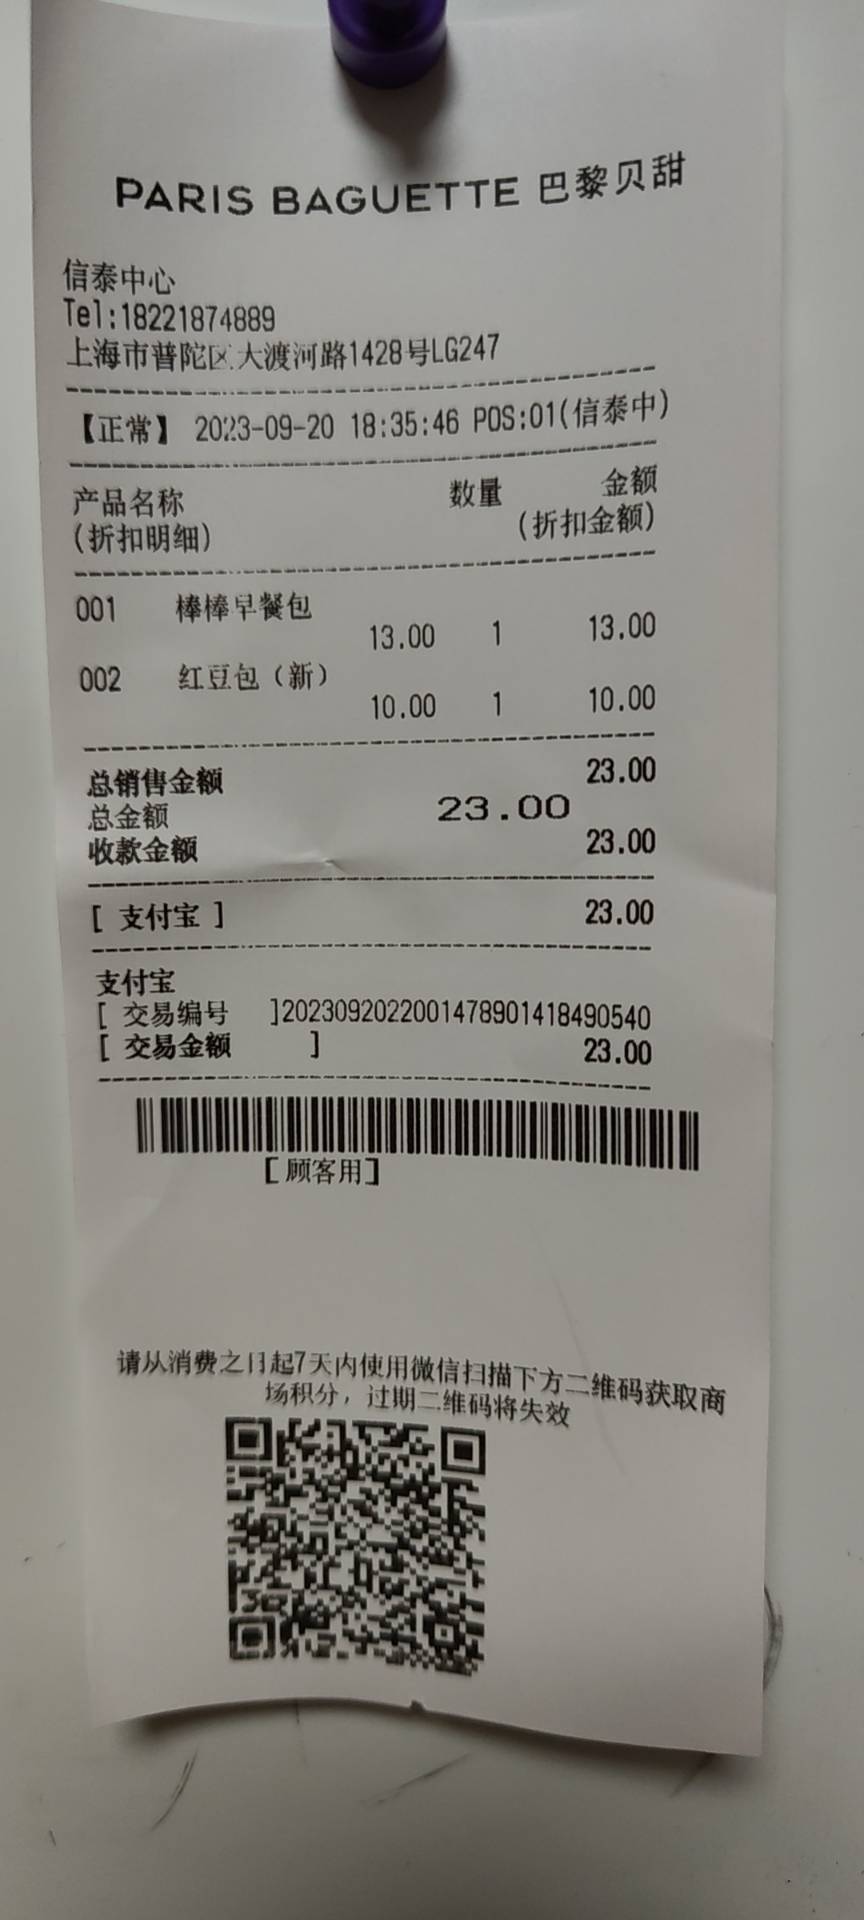 PARIS BAGUETTE 巴黎贝甜
信泰中心
Tel:18221874889
上海市普陀区大渡河路1428号LG247
【正常】 2023-09-20 18:35:46 POS:01(信泰中)
产品名称 数量 金额
(折扣明细) (折扣金额)
001 棒棒早餐包
13.00 1 13.00
002 红豆包（新）
10.00 1 10.00
总销售金额 23.00
总金额 23.00
收款金额 23.00
[ 支付宝 ] 23.00
支付宝
[ 交易编号 ]2023092022001478901418490540
[ 交易金额 ] 23.00
[顾客用]
请从消费之日起7天内使用微信扫描下方二维码获取商
场积分，过期二维码将失效